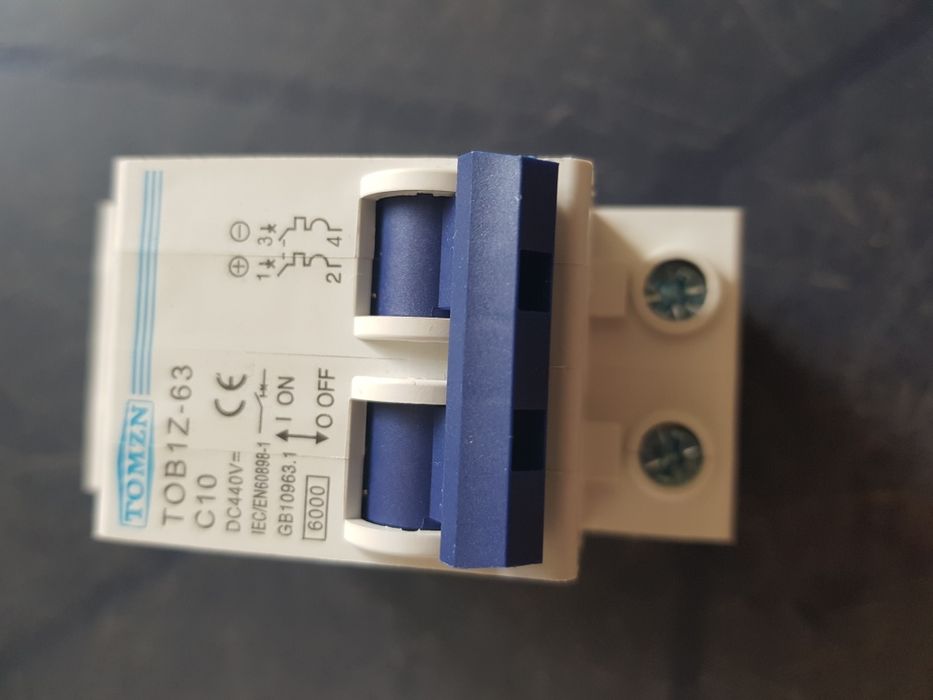 TOMZN
TOB1Z-63
C10
DC440V=
CE
IEC/EN60898-1
GB10963.1
I ON
O OFF
6000
⊕ ⊖
1 3
2 4